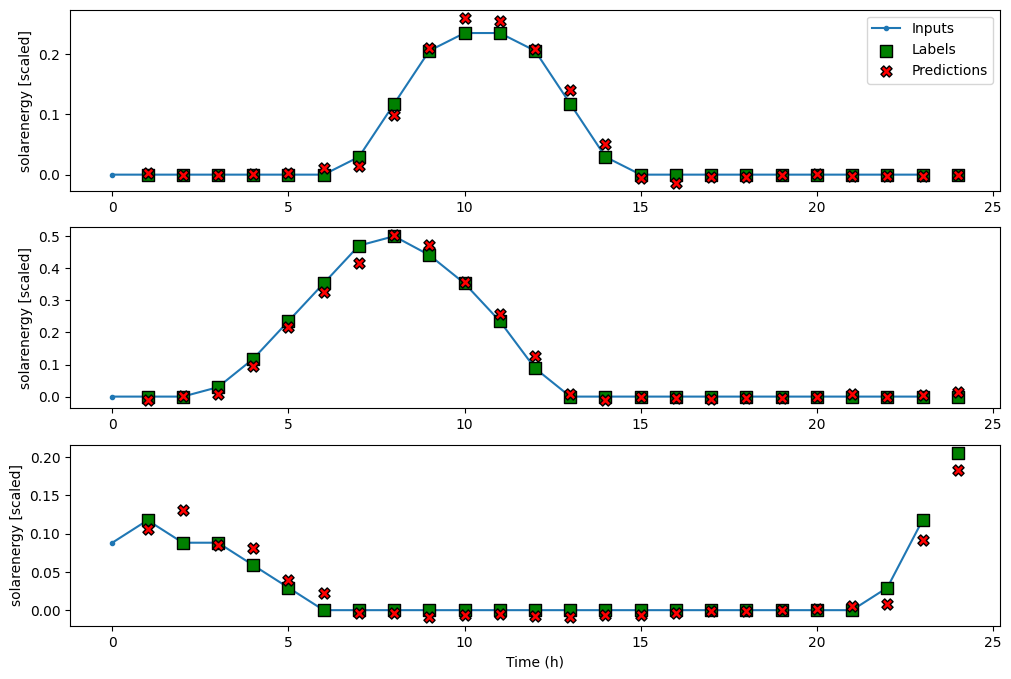 solarenergy [scaled]
0.2
0.1
0.0
Inputs
Labels
Predictions
0 5 10 15 20 25
solarenergy [scaled]
0.5
0.4
0.3
0.2
0.1
0.0
0 5 10 15 20 25
solarenergy [scaled]
0.20
0.15
0.10
0.05
0.00
0 5 10 15 20 25
Time (h)